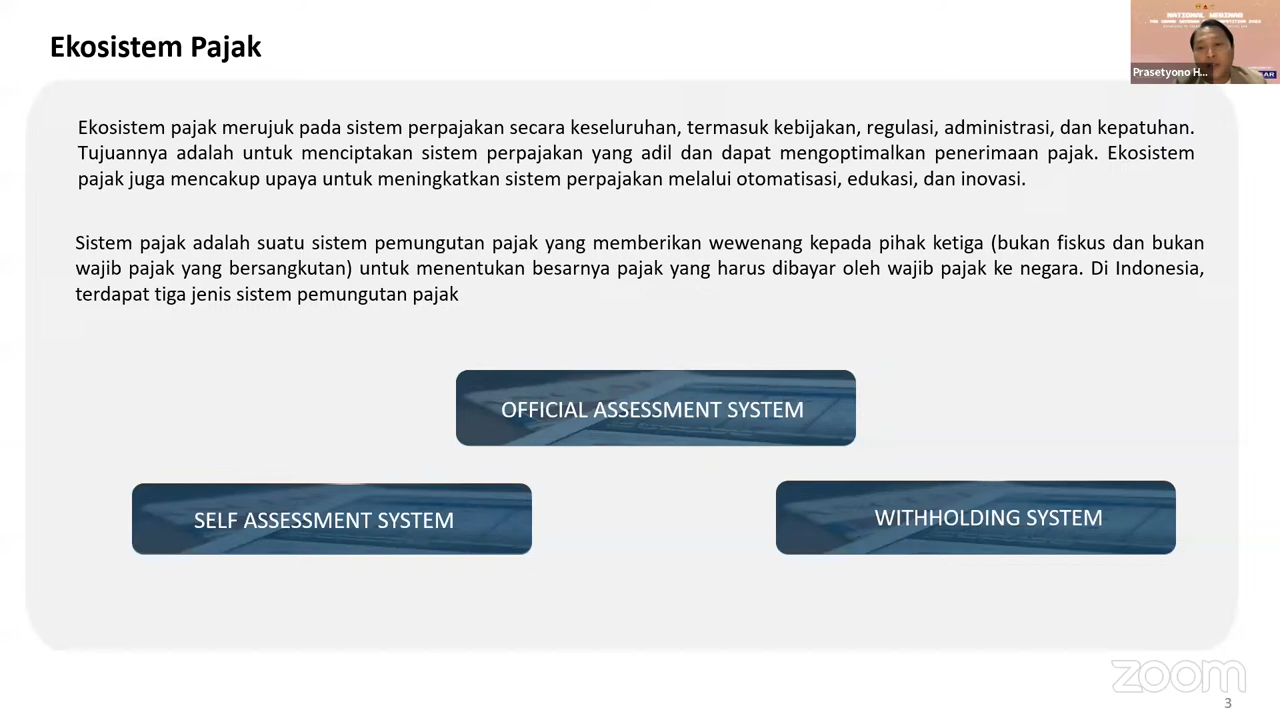 Ekosistem Pajak
NATIONAL WEBINAR
Prasetyono H...
Ekosistem pajak merujuk pada sistem perpajakan secara keseluruhan, termasuk kebijakan, regulasi, administrasi, dan kepatuhan.
Tujuannya adalah untuk menciptakan sistem perpajakan yang adil dan dapat mengoptimalkan penerimaan pajak. Ekosistem
pajak juga mencakup upaya untuk meningkatkan sistem perpajakan melalui otomatisasi, edukasi, dan inovasi.
Sistem pajak adalah suatu sistem pemungutan pajak yang memberikan wewenang kepada pihak ketiga (bukan fiskus dan bukan
wajib pajak yang bersangkutan) untuk menentukan besarnya pajak yang harus dibayar oleh wajib pajak ke negara. Di Indonesia,
terdapat tiga jenis sistem pemungutan pajak
OFFICIAL ASSESSMENT SYSTEM
SELF ASSESSMENT SYSTEM
WITHHOLDING SYSTEM
zoom
3